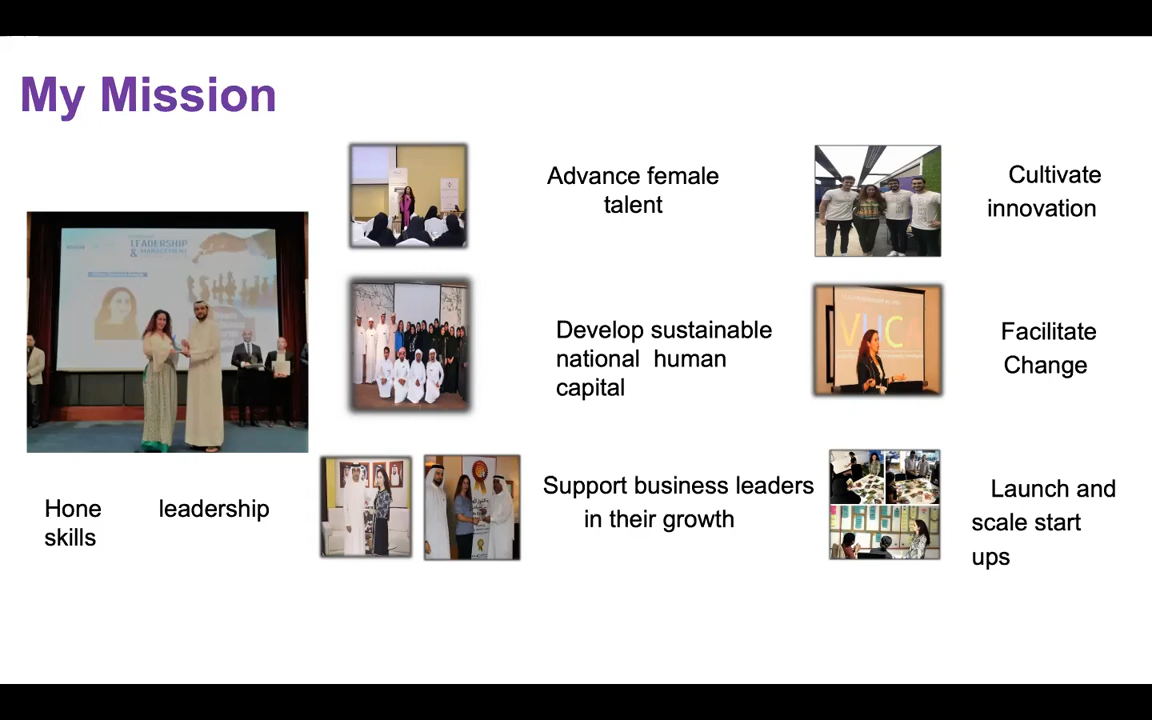 My Mission
LEADERSHIP
& MANAGEMENT
Hone leadership
skills
Advance female
talent
Develop sustainable
national human
capital
Support business leaders
in their growth
Cultivate
innovation
VUCA
Facilitate
Change
Launch and
scale start
ups